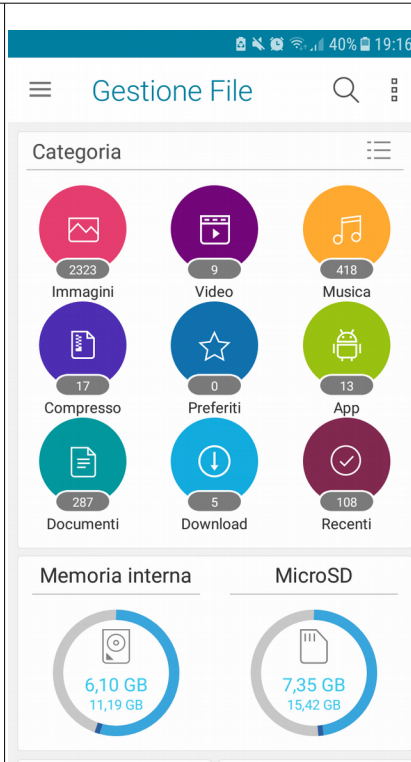 40% 19:16
Gestione File
Categoria
2323 9 418
Immagini Video Musica
17 0 13
Compresso Preferiti App
287 5 108
Documenti Download Recenti
Memoria interna MicroSD
6,10 GB 7,35 GB
11,19 GB 15,42 GB